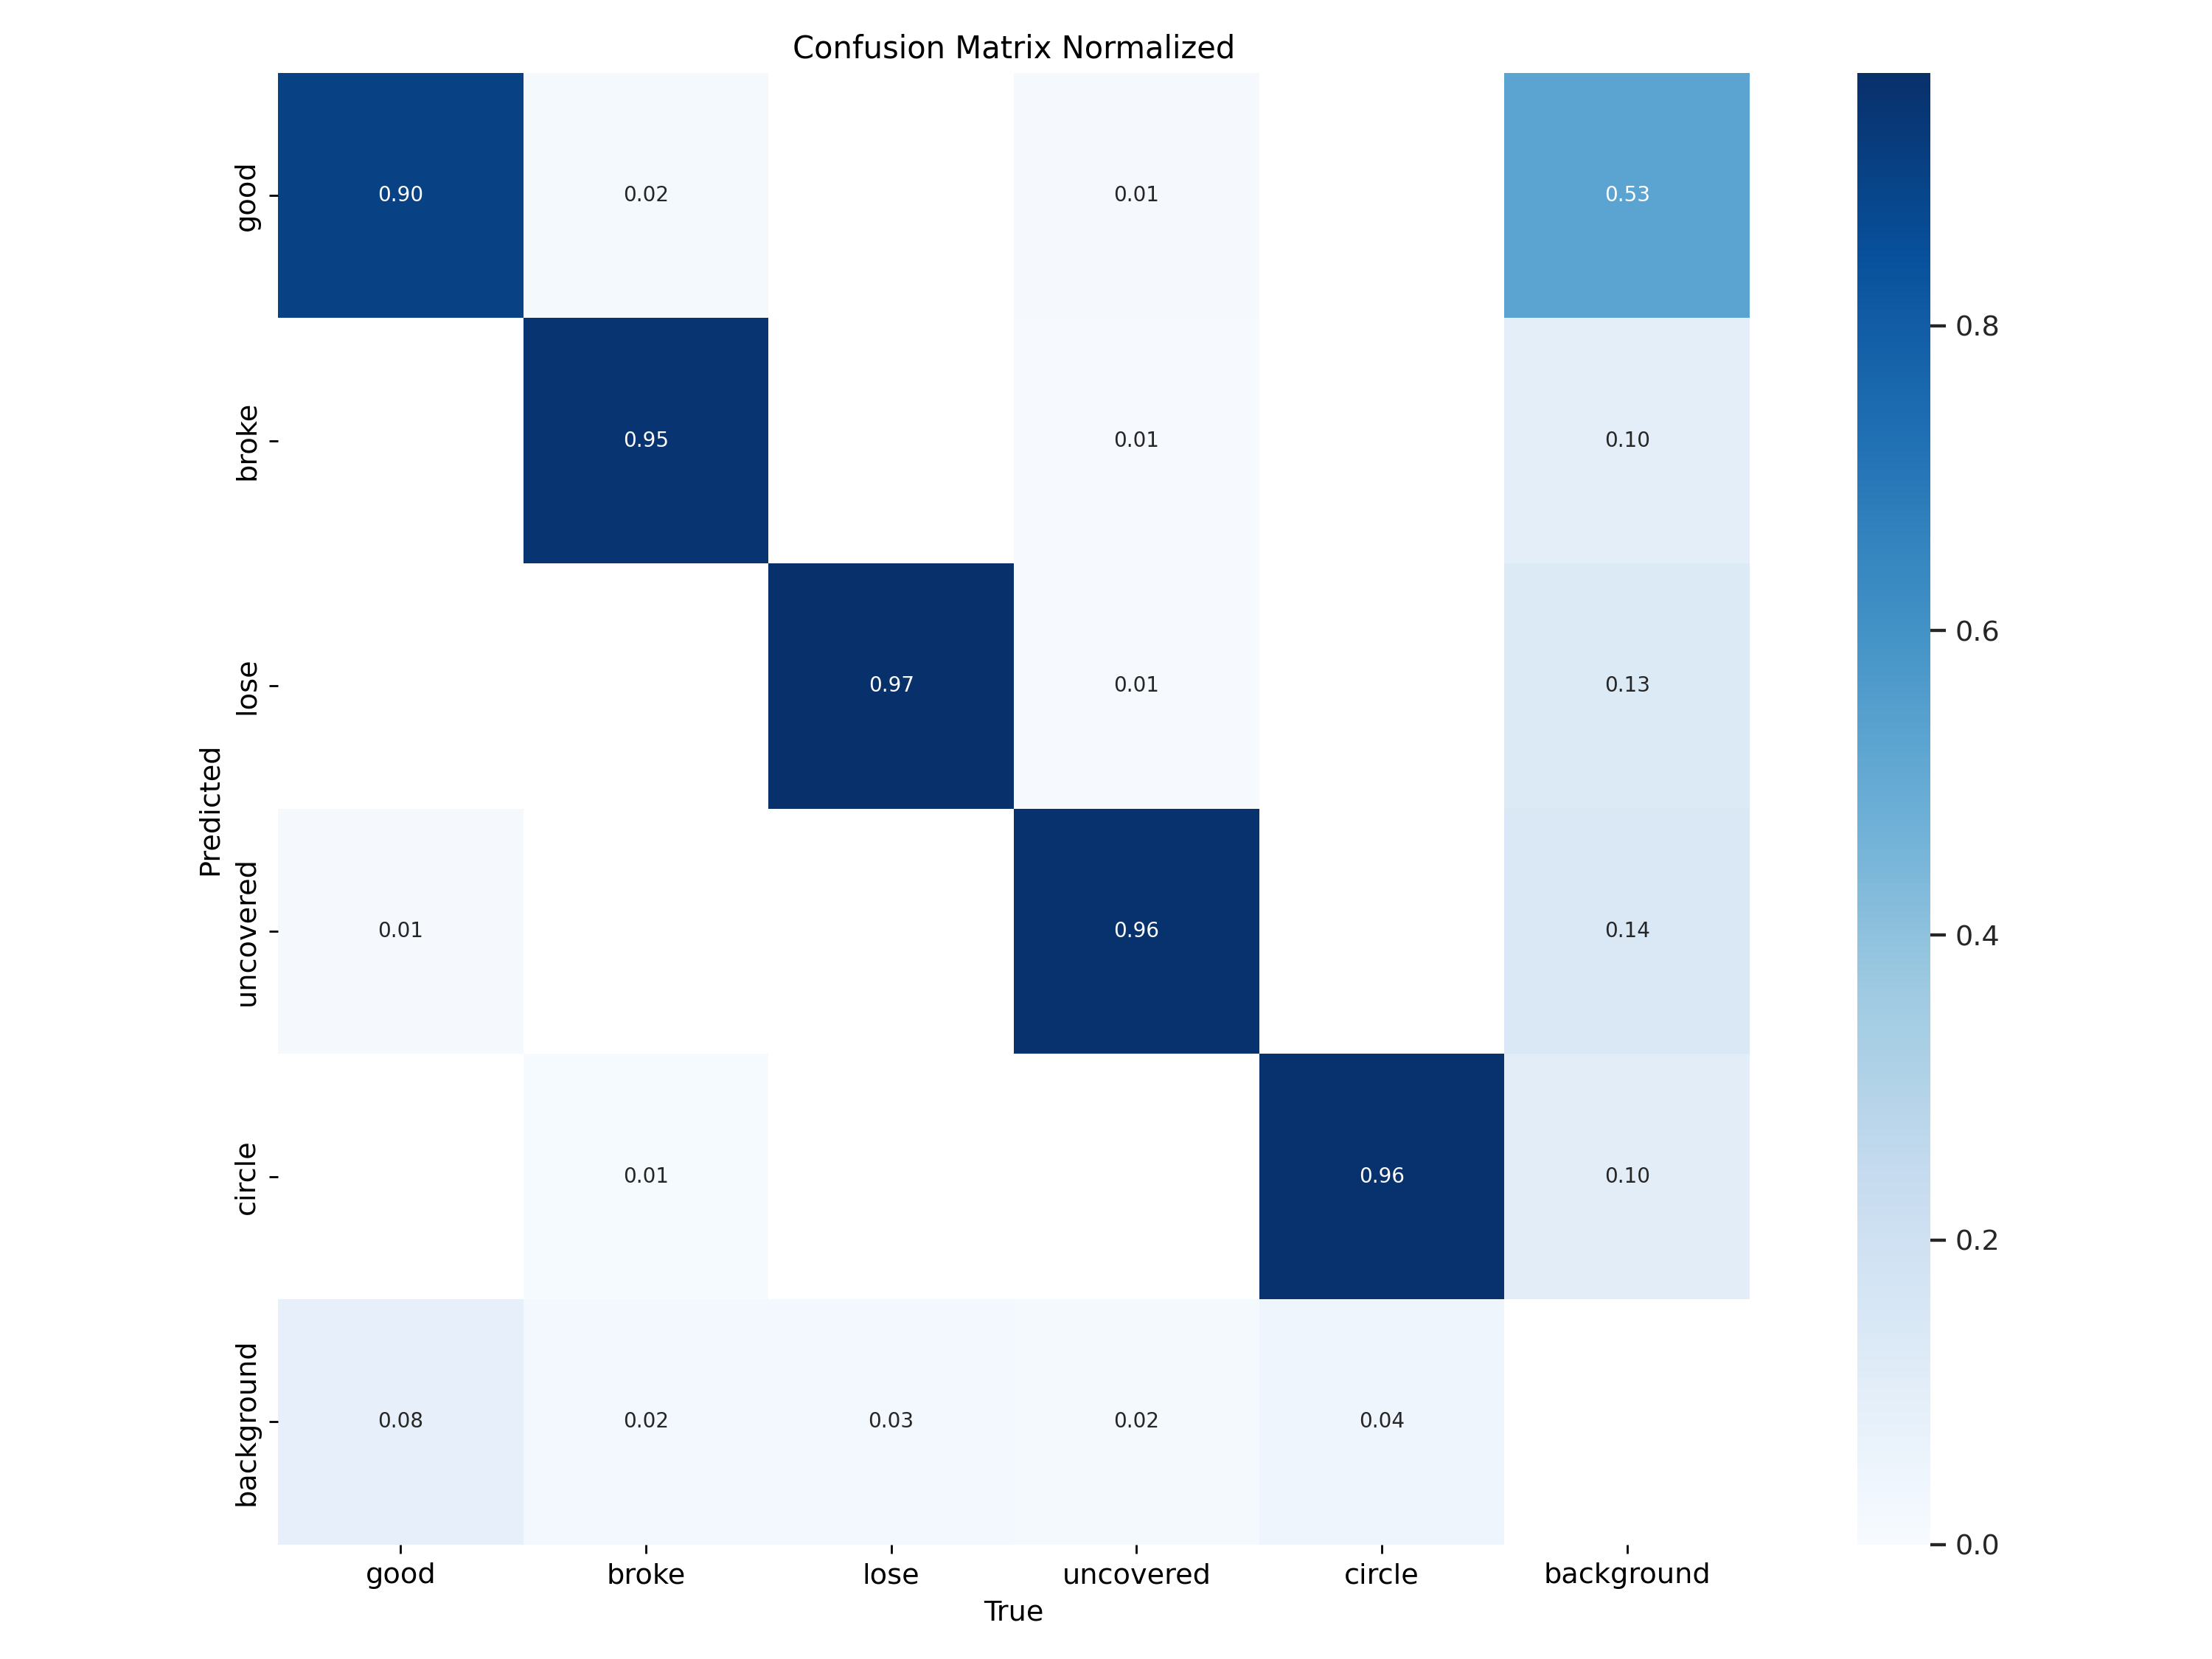 Confusion Matrix Normalized
good
0.90
0.02
0.01
0.53
broke
0.95
0.01
0.10
lose
0.97
0.01
0.13
uncovered
0.01
0.96
0.14
circle
0.01
0.96
0.10
background
0.08
0.02
0.03
0.02
0.04
Predicted
good
broke
lose
uncovered
circle
background
True
0.8
0.6
0.4
0.2
0.0